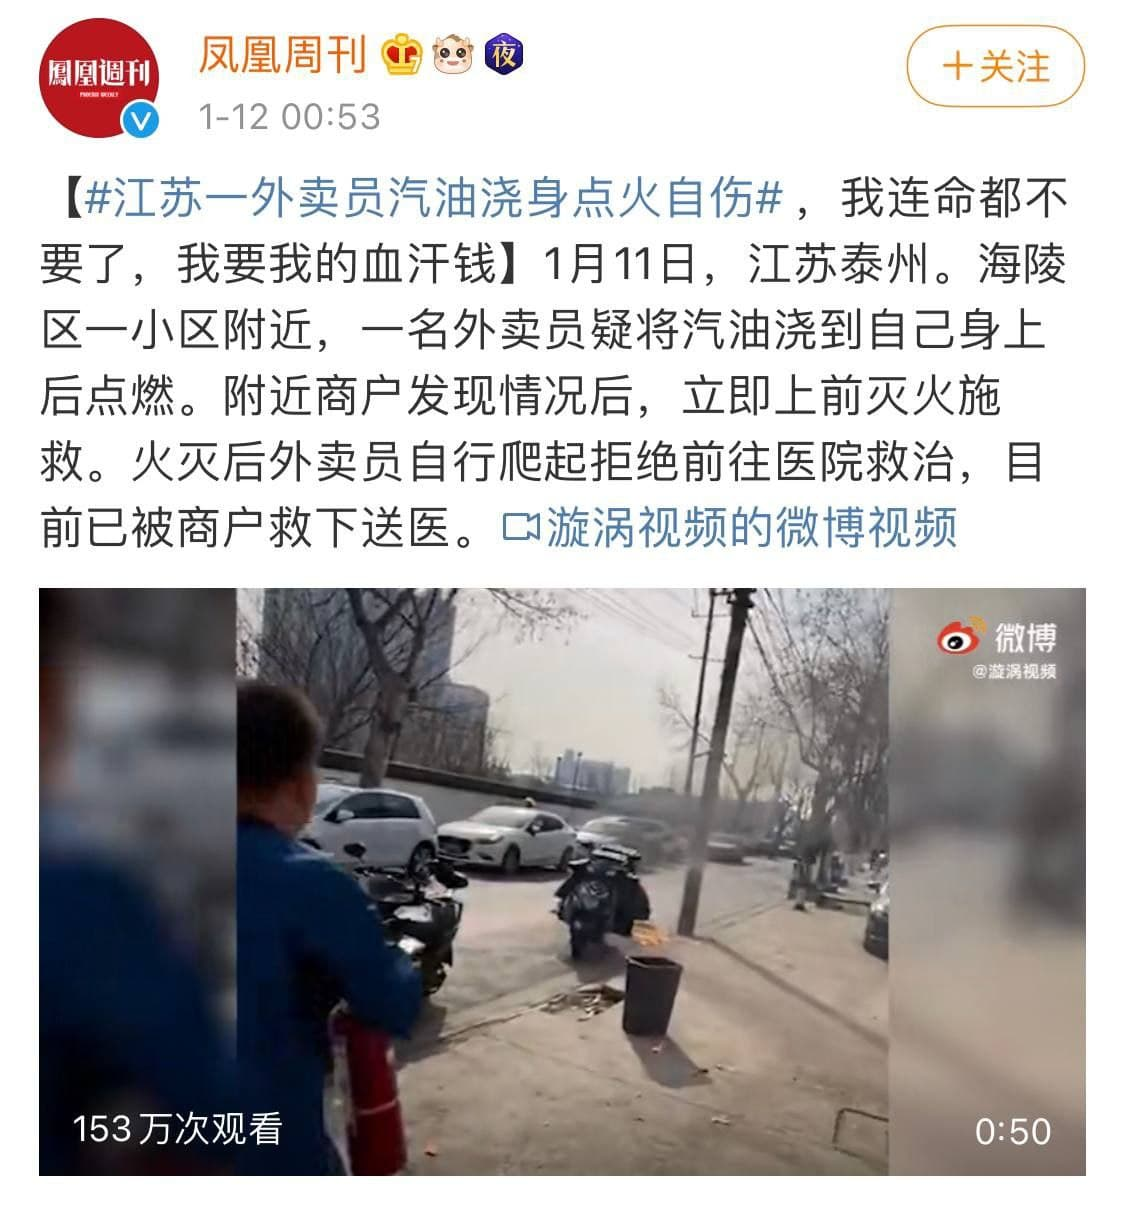 鳳凰週刊
PHOENIX WEEKLY
凤凰周刊
夜
1-12 00:53
+关注
【#江苏一外卖员汽油浇身点火自伤#，我连命都不
要了，我要我的血汗钱】1月11日，江苏泰州。海陵
区一小区附近，一名外卖员疑将汽油浇到自己身上
后点燃。附近商户发现情况后，立即上前灭火施
救。火灭后外卖员自行爬起拒绝前往医院救治，目
前已被商户救下送医。漩涡视频的微博视频
微博
@漩涡视频
153万次观看
0:50